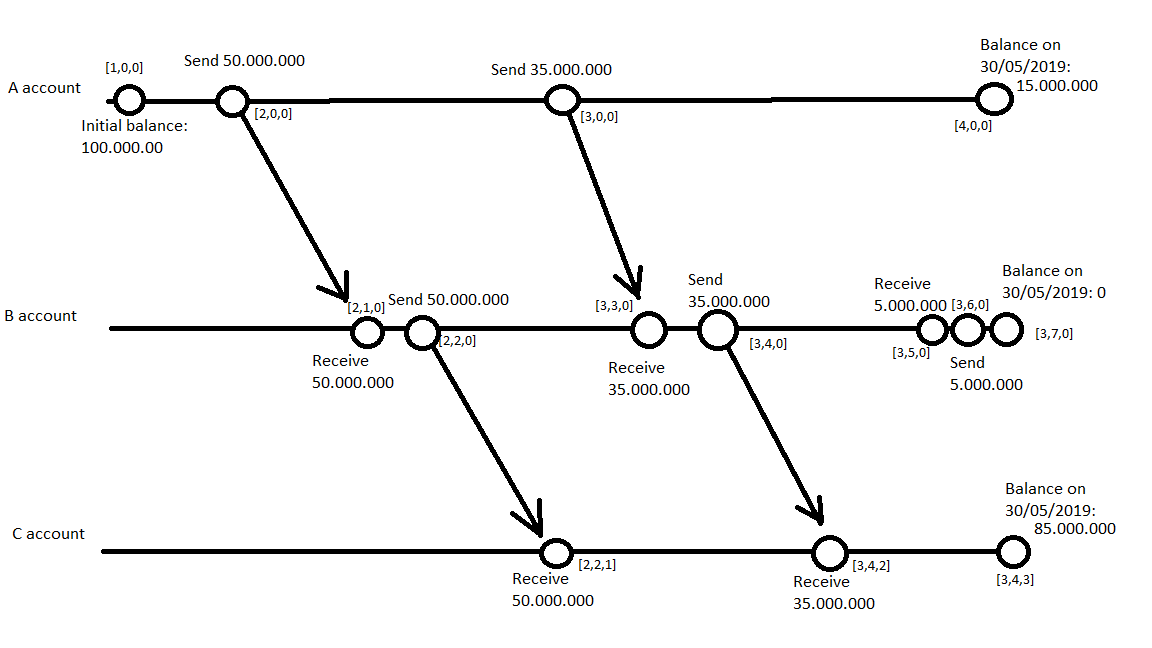 Balance on
30/05/2019:
15.000.000
Send 50.000.000
Send 35.000.000
[1,0,0]
A account
[2,0,0]
[3,0,0]
[4,0,0]
Initial balance:
100.000.00
Balance on
30/05/2019: 0
Send
35.000.000
Receive
5.000.000
[3,6,0]
Send 50.000.000
[2,1,0]
[3,3,0]
B account
[2,2,0]
[3,4,0]
[3,5,0]
[3,7,0]
Receive
50.000.000
Receive
35.000.000
Send
5.000.000
Balance on
30/05/2019:
85.000.000
C account
[2,2,1]
[3,4,2]
[3,4,3]
Receive
50.000.000
Receive
35.000.000